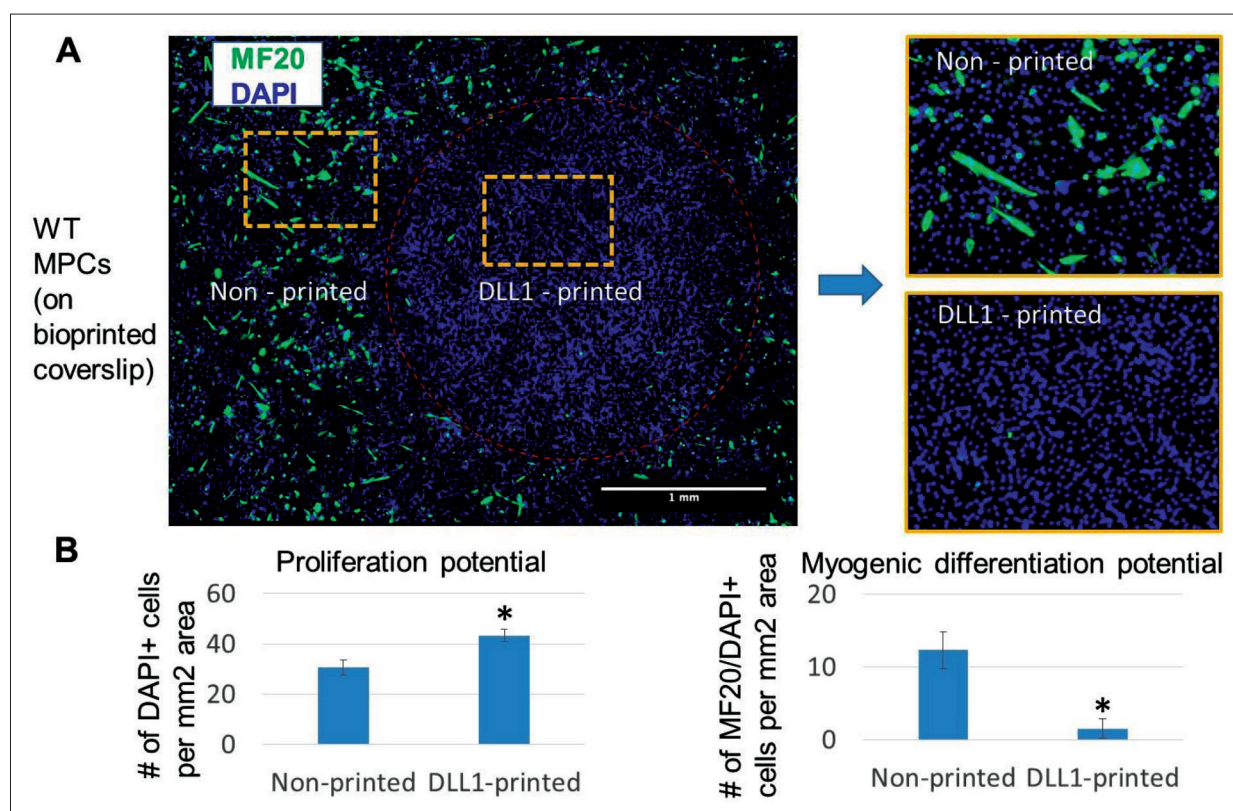 A
MF20
DAPI
WT
MPCs
(on
bioprinted
coverslip)
Non - printed
DLL1 - printed
1 mm
Non - printed
DLL1 - printed
B
Proliferation potential
# of DAPI+ cells
per mm2 area
60
40
20
0
*
Non-printed DLL1-printed
Myogenic differentiation potential
# of MF20/DAPI+
cells per mm2 area
20
10
0
*
Non-printed DLL1-printed